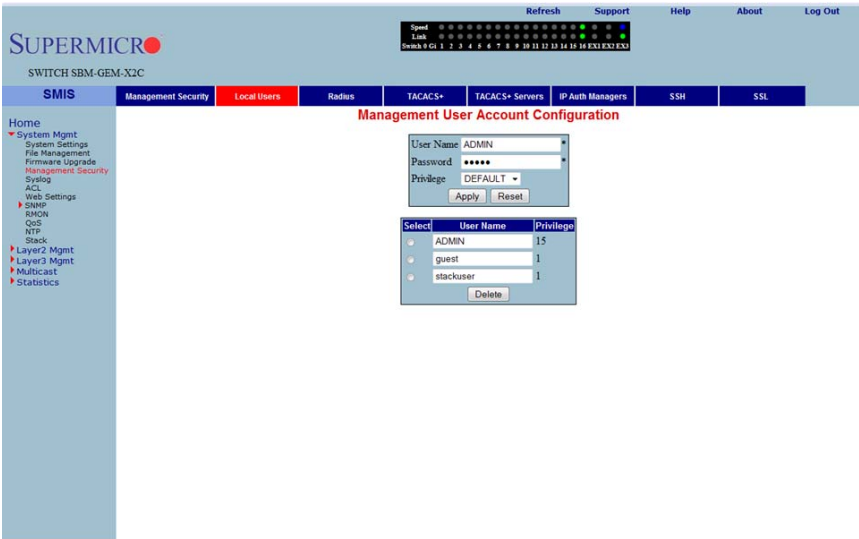 Refresh Support Help About Log Out
Speed
Link
Switch 0 Gi 1 2 3 4 5 6 7 8 9 10 11 12 13 14 15 16 EX1 EX2 EX3
SUPERMICRO
SWITCH SBM-GEM-X2C
SMIS
Management Security Local Users Radius TACACS+ TACACS+ Servers IP Auth Managers SSH SSL
Management User Account Configuration
Home
System Mgmt
System Settings
File Management
Firmware Upgrade
Management Security
Syslog
ACL
Web Settings
SNMP
RMON
QoS
NTP
Stack
Layer2 Mgmt
Layer3 Mgmt
Multicast
Statistics
User Name ADMIN *
Password ••••• *
Privilege DEFAULT
Apply Reset
Select User Name Privilege
ADMIN 15
guest 1
stackuser 1
Delete